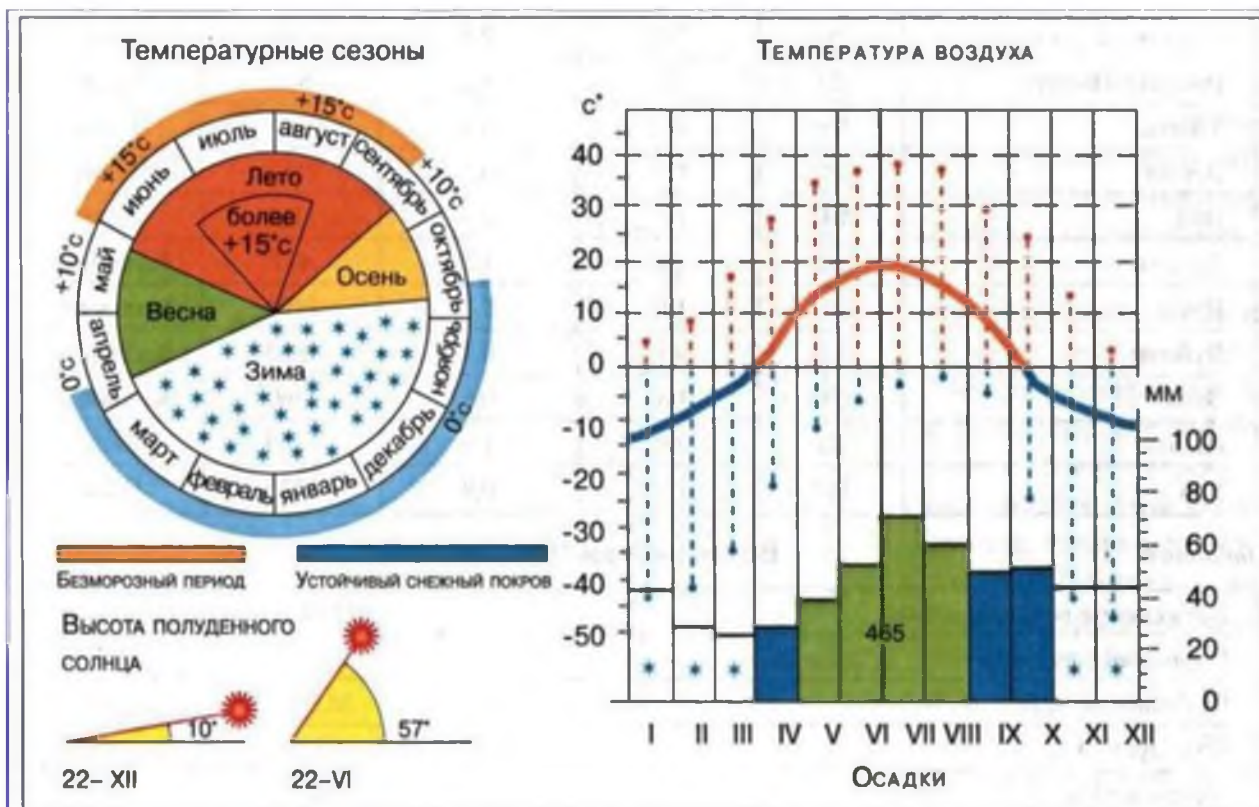 Температурные сезоны
+15°с
+15°с
+10°с
+10°с
0°с
0°с
июль
август
июнь
сентябрь
май
октябрь
апрель
ноябрь
март
декабрь
февраль
январь
Лето
более
+15°с
Осень
Весна
Зима
Безморозный период
Устойчивый снежный покров
Высота полуденного
солнца
10°
57°
22– XII
22–VI
Температура воздуха
с°
40
30
20
10
0
-10
-20
-30
-40
-50
мм
100
80
60
40
20
0
465
I II III IV V VI VII VIII IX X XI XII
Осадки